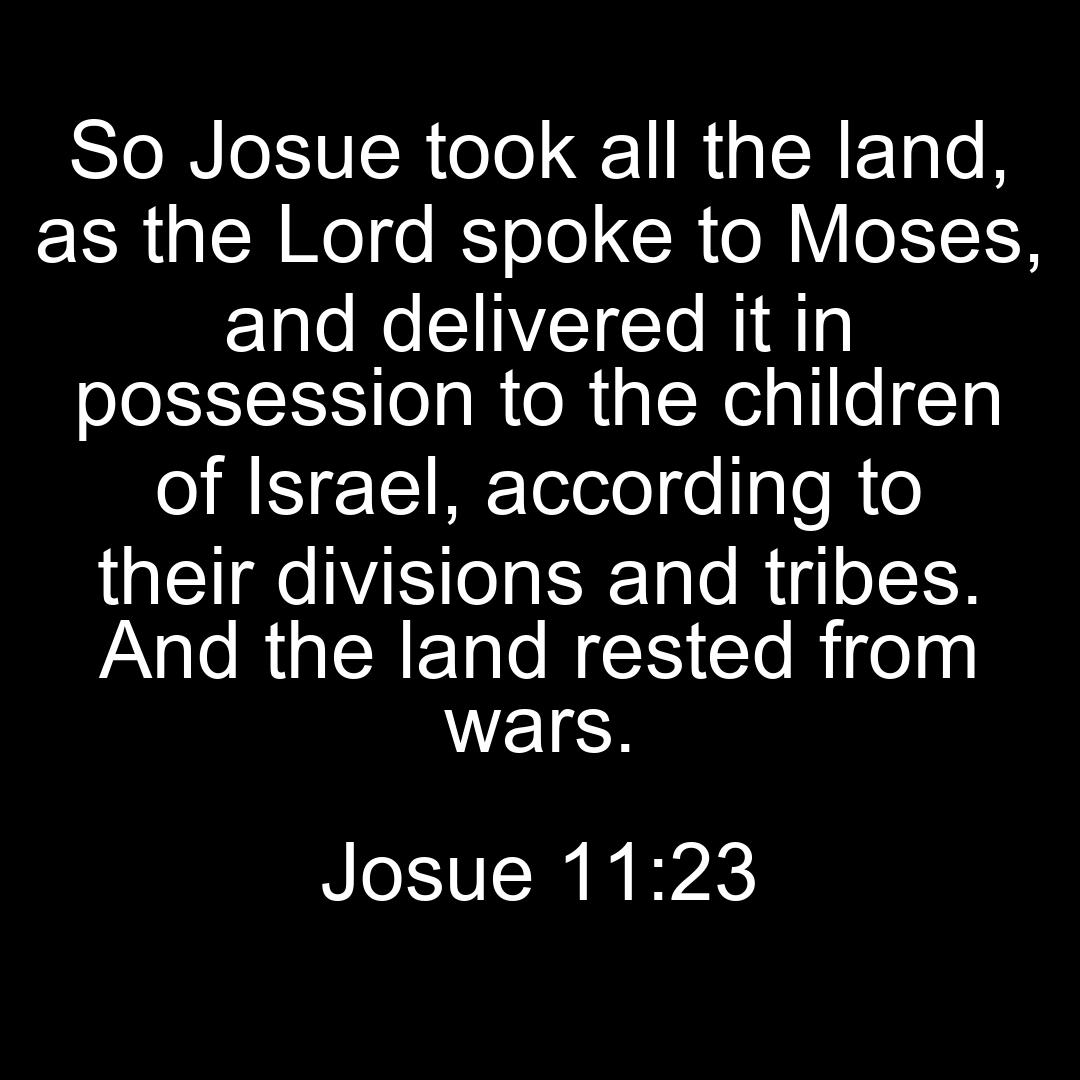 So Josue took all the land,
as the Lord spoke to Moses,
and delivered it in
possession to the children
of Israel, according to
their divisions and tribes.
And the land rested from
wars.
Josue 11:23